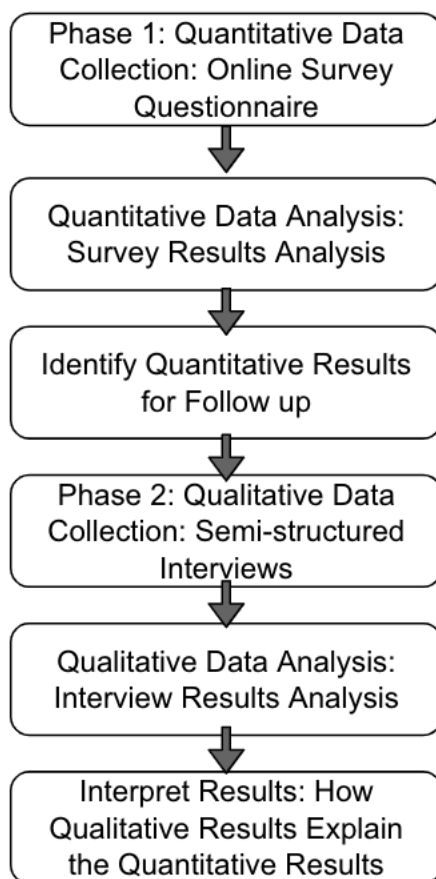 Phase 1: Quantitative Data
Collection: Online Survey
Questionnaire
Quantitative Data Analysis:
Survey Results Analysis
Identify Quantitative Results
for Follow up
Phase 2: Qualitative Data
Collection: Semi-structured
Interviews
Qualitative Data Analysis:
Interview Results Analysis
Interpret Results: How
Qualitative Results Explain
the Quantitative Results